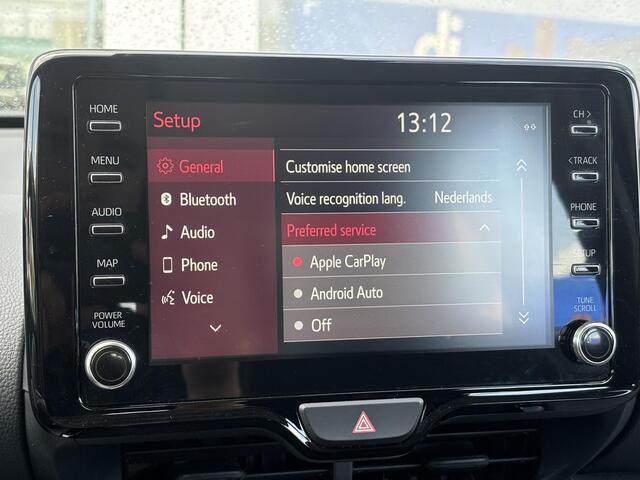 HOME
MENU
AUDIO
MAP
POWER
VOLUME
Setup
13:12
General
Bluetooth
Audio
Phone
Voice
Customise home screen
Voice recognition lang. Nederlands
Preferred service
Apple CarPlay
Android Auto
Off
CH >
< TRACK
PHONE
SETUP
TUNE
SCROLL